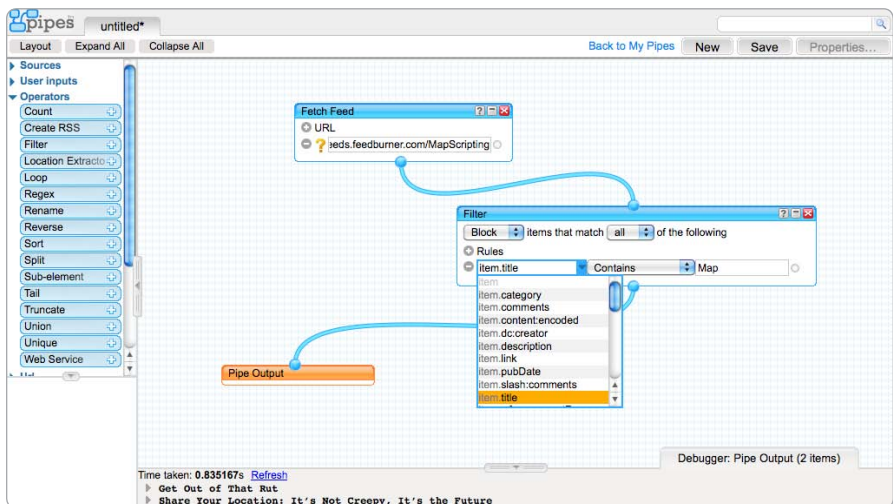 pipes untitled*
Layout Expand All Collapse All Back to My Pipes New Save Properties...
Sources
User inputs
Operators
Count
Create RSS
Filter
Location Extracto
Loop
Regex
Rename
Reverse
Sort
Split
Sub-element
Tail
Truncate
Union
Unique
Web Service
Fetch Feed
URL
eds.feedburner.com/MapScripting
Filter
Block items that match all of the following
Rules
item.title Contains Map
item
item.category
item.comments
item.content:encoded
item.dc:creator
item.description
item.link
item.pubDate
item.slash:comments
item.title
Pipe Output
Debugger: Pipe Output (2 items)
Time taken: 0.835167s Refresh
Get Out of That Rut
Share Your Location: It's Not Creepy, It's the Future